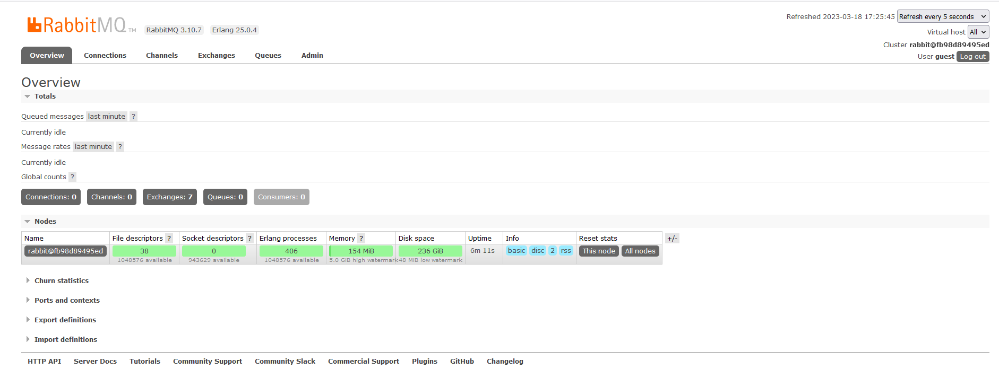 RabbitMQ TM RabbitMQ 3.10.7 Erlang 25.0.4
Refreshed 2023-03-18 17:25:45 Refresh every 5 seconds
Virtual host All
Cluster rabbit@fb98d89495ed
User guest Log out
Overview Connections Channels Exchanges Queues Admin
Overview
Totals
Queued messages last minute ?
Currently idle
Message rates last minute ?
Currently idle
Global counts ?
Connections: 0 Channels: 0 Exchanges: 7 Queues: 0 Consumers: 0
Nodes
Name File descriptors ? Socket descriptors ? Erlang processes Memory ? Disk space Uptime Info Reset stats +/-
rabbit@fb98d89495ed 38 0 406 154 MiB 236 GiB 6m 11s basic disc 2 rss This node All nodes
1048576 available 943629 available 1048576 available 5.0 GiB high watermark 48 MiB low watermark
Churn statistics
Ports and contexts
Export definitions
Import definitions
HTTP API Server Docs Tutorials Community Support Community Slack Commercial Support Plugins GitHub Changelog